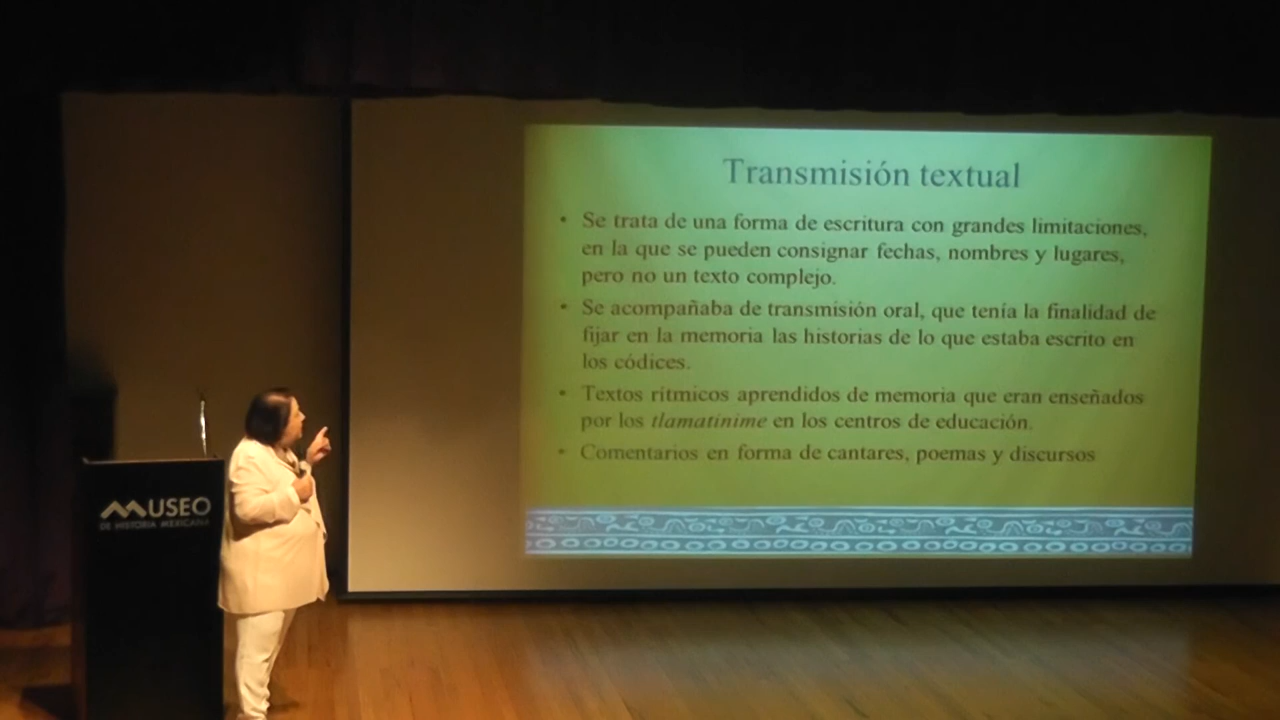 Transmisión textual
• Se trata de una forma de escritura con grandes limitaciones,
en la que se pueden consignar fechas, nombres y lugares,
pero no un texto complejo.
• Se acompañaba de transmisión oral, que tenía la finalidad de
fijar en la memoria las historias de lo que estaba escrito en
los códices.
• Textos rítmicos aprendidos de memoria que eran enseñados
por los tlamatinime en los centros de educación.
• Comentarios en forma de cantares, poemas y discursos
MUSEO
DE HISTORIA MEXICANA